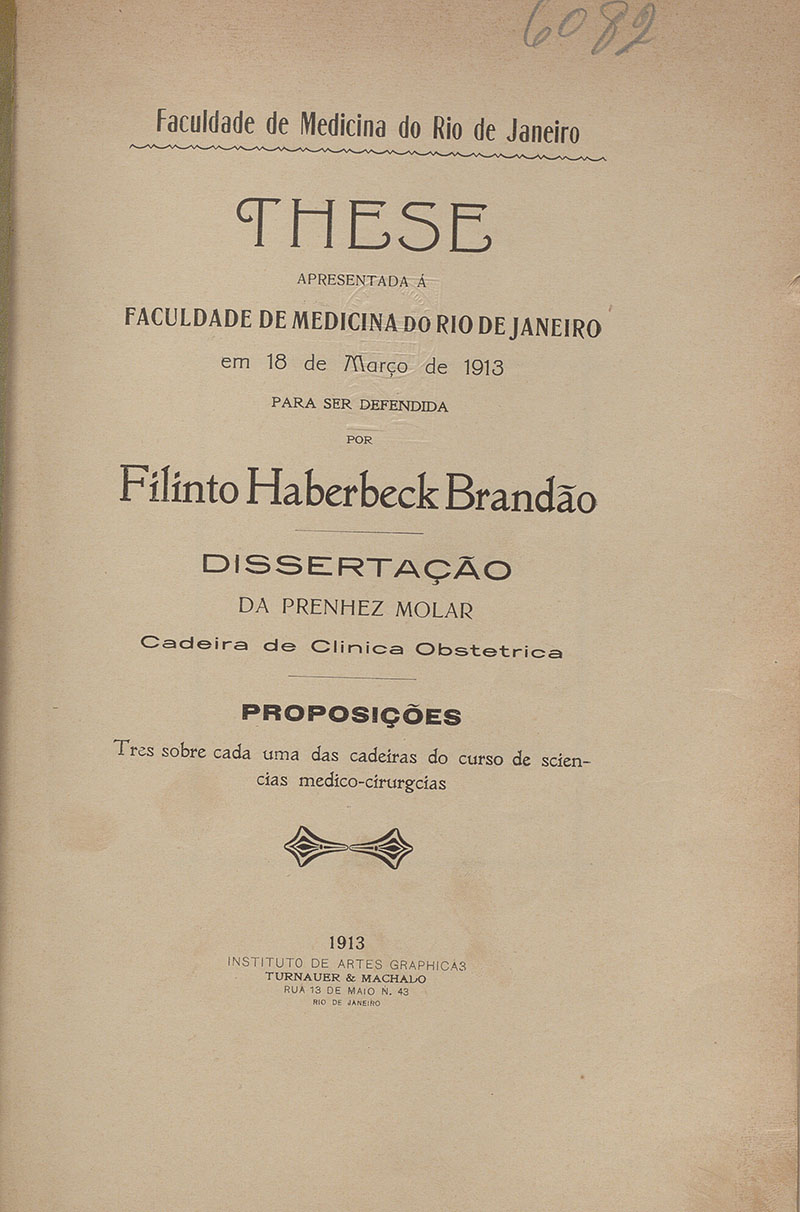 6082
Faculdade de Medicina do Rio de Janeiro
THESE
APRESENTADA Á
FACULDADE DE MEDICINA DO RIO DE JANEIRO
em 18 de Março de 1913
PARA SER DEFENDIDA
POR
Filinto Haberbeck Brandão
DISSERTAÇÃO
DA PRENHEZ MOLAR
Cadeira de Clinica Obstetrica
PROPOSIÇÕES
Tres sobre cada uma das cadeiras do curso de scien-
cias medico-cirurgcias
1913
INSTITUTO DE ARTES GRAPHICAS
TURNAUER & MACHADO
RUA 13 DE MAIO N. 43
RIO DE JANEIRO